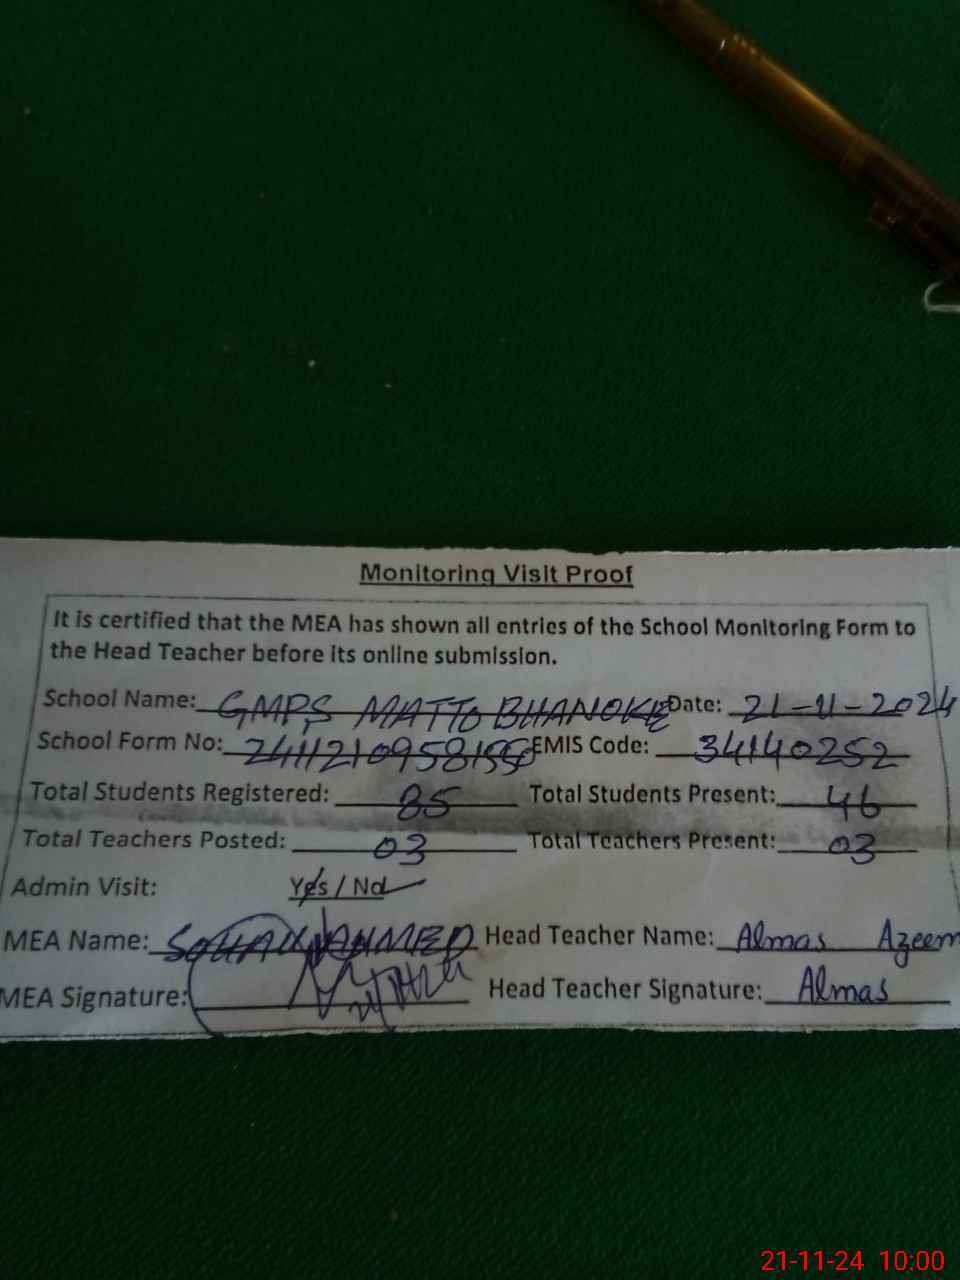 Monitoring Visit Proof
It is certified that the MEA has shown all entries of the School Monitoring Form to
the Head Teacher before its online submission.
School Name: GMPS MATTO BHANOKE Date: 21-11-2024
School Form No: EMIS Code: 34140252
Total Students Registered: 85 Total Students Present: 46
Total Teachers Posted: 03 Total Teachers Present: 03
Admin Visit: Yes / No
MEA Name: SOHAIL AHMED Head Teacher Name: Almas Azeem
MEA Signature: Head Teacher Signature: Almas
21-11-24 10:00